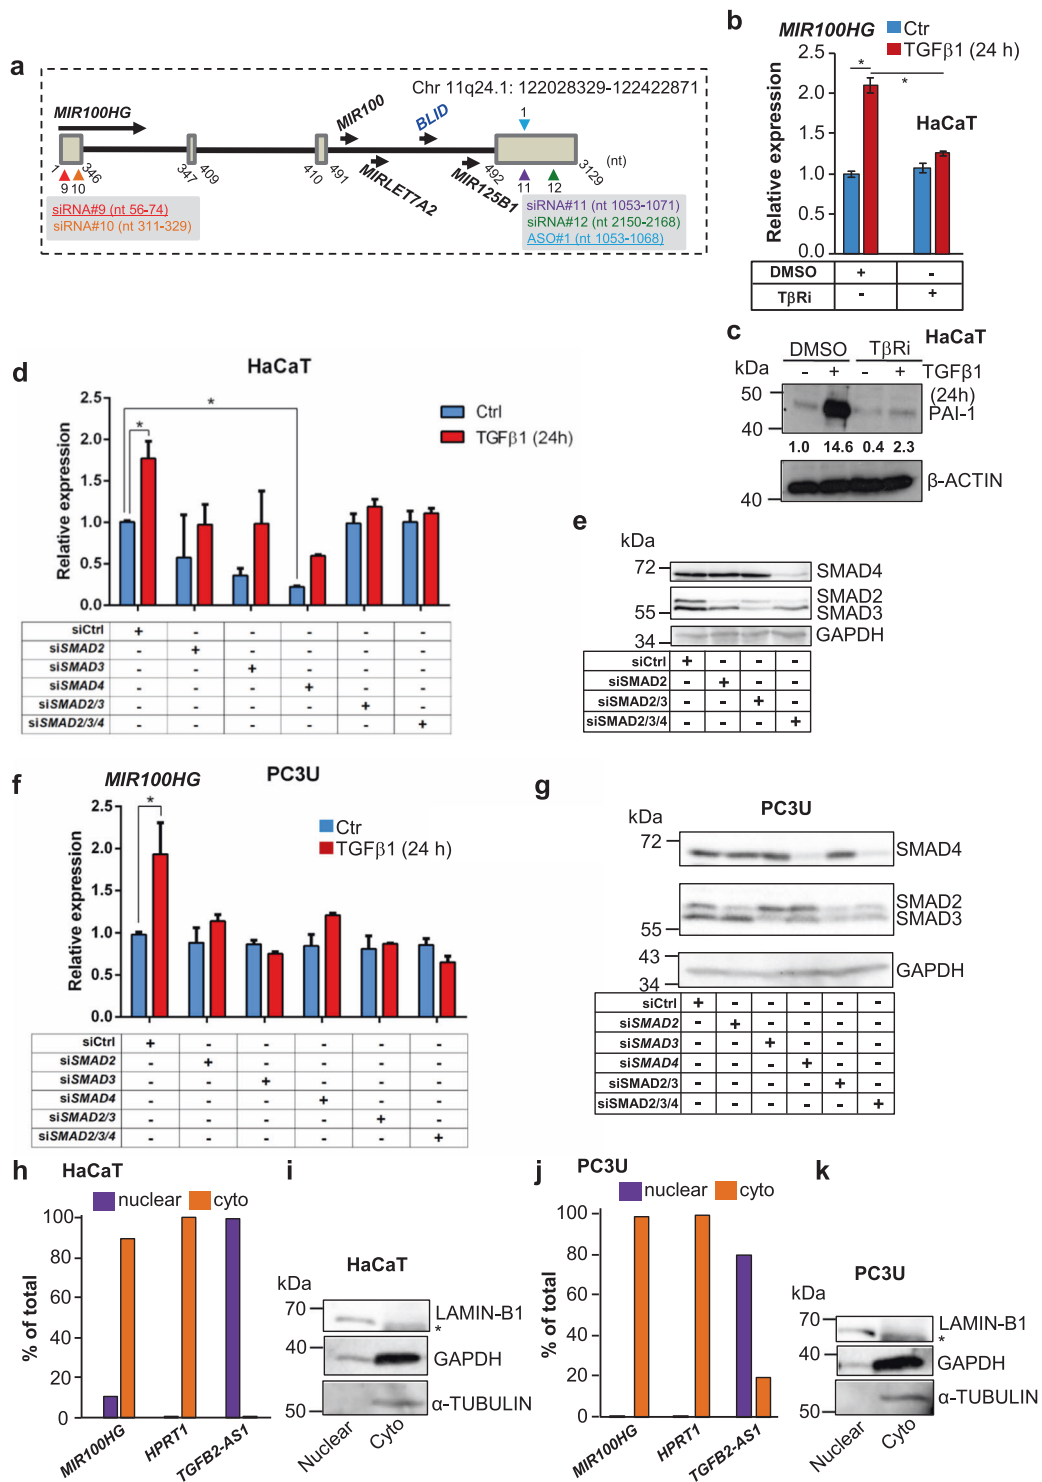 a
Chr 11q24.1: 122028329-122422871
MIR100HG
MIR100
BLID
1
1
346
347
409
410
491
492
3129
(nt)
MIRLET7A2
MIR125B1
9 10
11 12
siRNA#9 (nt 56-74)
siRNA#10 (nt 311-329)
siRNA#11 (nt 1053-1071)
siRNA#12 (nt 2150-2168)
ASO#1 (nt 1053-1068)
b
MIR100HG
Ctr
TGFβ1 (24 h)
Relative expression
2.5
2.0
1.5
1.0
0.5
0.0
*
*
HaCaT
DMSO + -
TβRi - +
c
HaCaT
DMSO TβRi
kDa - + - + TGFβ1
(24h)
50
PAI-1
40
1.0 14.6 0.4 2.3
β-ACTIN
40
d
HaCaT
Ctrl
TGFβ1 (24h)
Relative expression
2.5
2.0
1.5
1.0
0.5
0.0
*
*
siCtrl + - - - - -
siSMAD2 - + - - - -
siSMAD3 - - + - - -
siSMAD4 - - - + - -
siSMAD2/3 - - - - + -
siSMAD2/3/4 - - - - - +
e
kDa
72
SMAD4
SMAD2
55
SMAD3
34
GAPDH
siCtrl + - - -
siSMAD2 - + - -
siSMAD2/3 - - + -
siSMAD2/3/4 - - - +
f
MIR100HG
PC3U
Ctr
TGFβ1 (24 h)
Relative expression
2.5
2.0
1.5
1.0
0.5
0.0
*
siCtrl + - - - - -
siSMAD2 - + - - - -
siSMAD3 - - + - - -
siSMAD4 - - - + - -
siSMAD2/3 - - - - + -
siSMAD2/3/4 - - - - - +
g
PC3U
kDa
72
SMAD4
SMAD2
SMAD3
55
43
GAPDH
34
siCtrl + - - - - -
siSMAD2 - + - - - -
siSMAD3 - - + - - -
siSMAD4 - - - + - -
siSMAD2/3 - - - - + -
siSMAD2/3/4 - - - - - +
h
HaCaT
nuclear cyto
% of total
100
80
60
40
20
0
MIR100HG
HPRT1
TGFB2-AS1
i
HaCaT
kDa
70
LAMIN-B1
*
40
GAPDH
α-TUBULIN
50
Nuclear
Cyto
j
PC3U
nuclear cyto
% of total
100
80
60
40
20
0
MIR100HG
HPRT1
TGFB2-AS1
k
PC3U
kDa
70
LAMIN-B1
*
40
GAPDH
α-TUBULIN
50
Nuclear
Cyto